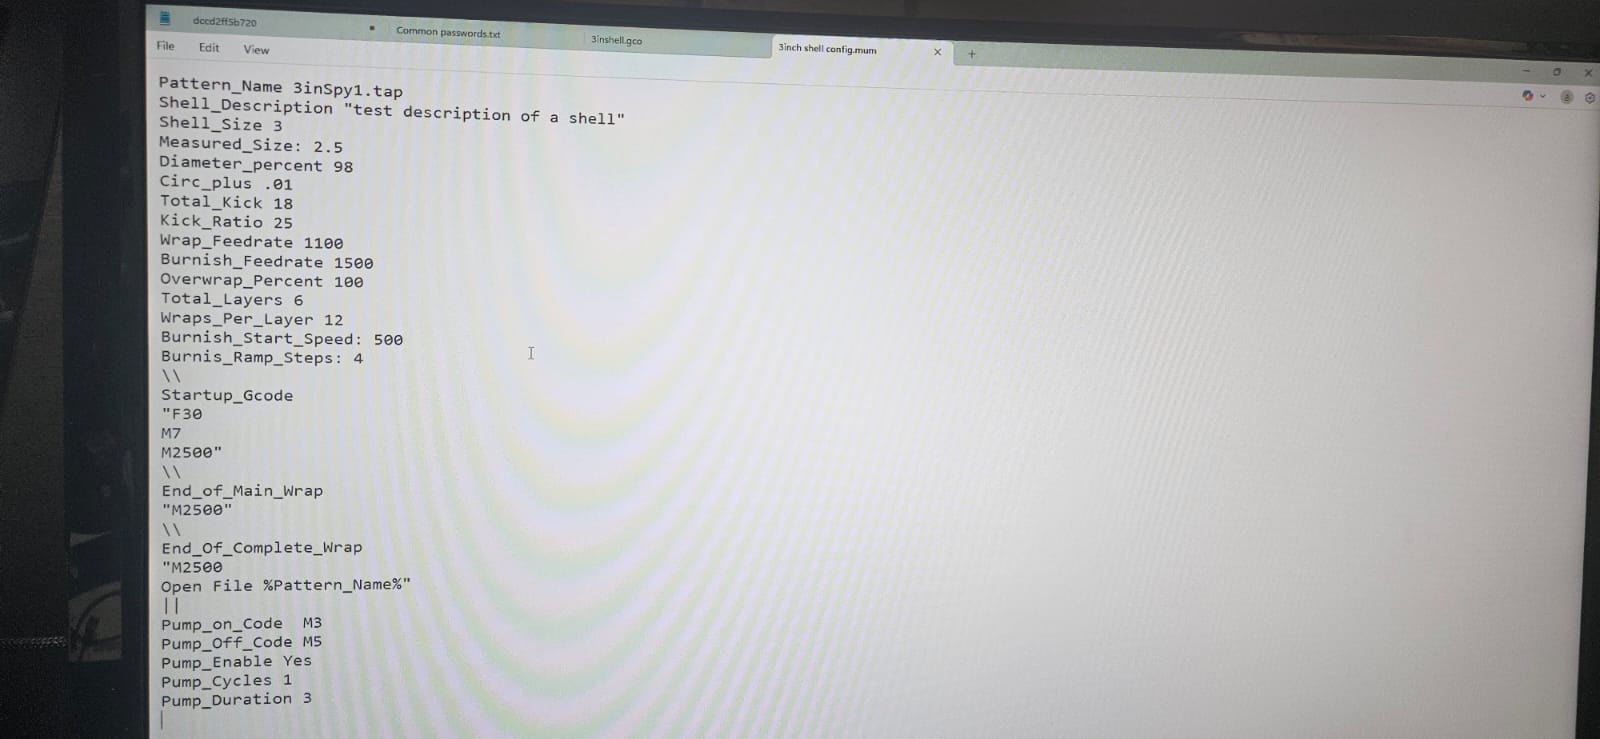 dccd2ff5b720
Common passwords.txt
3inshell.gco
3inch shell config.mum
File Edit View
Pattern_Name 3inSpy1.tap
Shell_Description "test description of a shell"
Shell_Size 3
Measured_Size: 2.5
Diameter_percent 98
Circ_plus .01
Total_Kick 18
Kick_Ratio 25
Wrap_Feedrate 1100
Burnish_Feedrate 1500
Overwrap_Percent 100
Total_Layers 6
Wraps_Per_Layer 12
Burnish_Start_Speed: 500
Burnis_Ramp_Steps: 4
\\
Startup_Gcode
"F30
M7
M2500"
\\
End_of_Main_Wrap
"M2500"
\\
End_Of_Complete_Wrap
"M2500
Open File %Pattern_Name%"
||
Pump_on_Code  M3
Pump_Off_Code M5
Pump_Enable Yes
Pump_Cycles 1
Pump_Duration 3